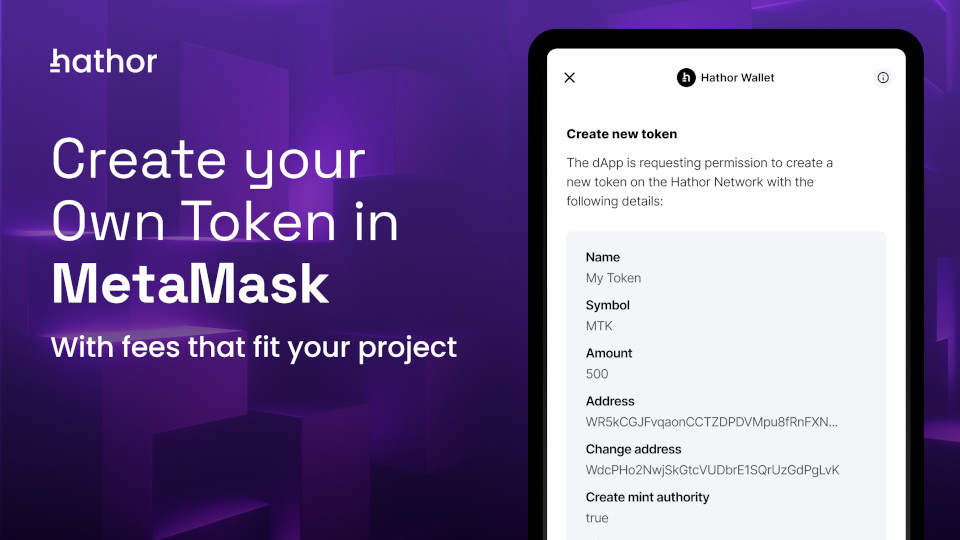 hathor
Create your
Own Token in
MetaMask
With fees that fit your project
Hathor Wallet
Create new token
The dApp is requesting permission to create a
new token on the Hathor Network with the
following details:
Name
My Token
Symbol
MTK
Amount
500
Address
WR5kCGJFvqaonCCTZDPDVMpu8fRnFXN...
Change address
WdcPHo2NwjSkGtcVUDbrE1SQrUzGdPgLvK
Create mint authority
true